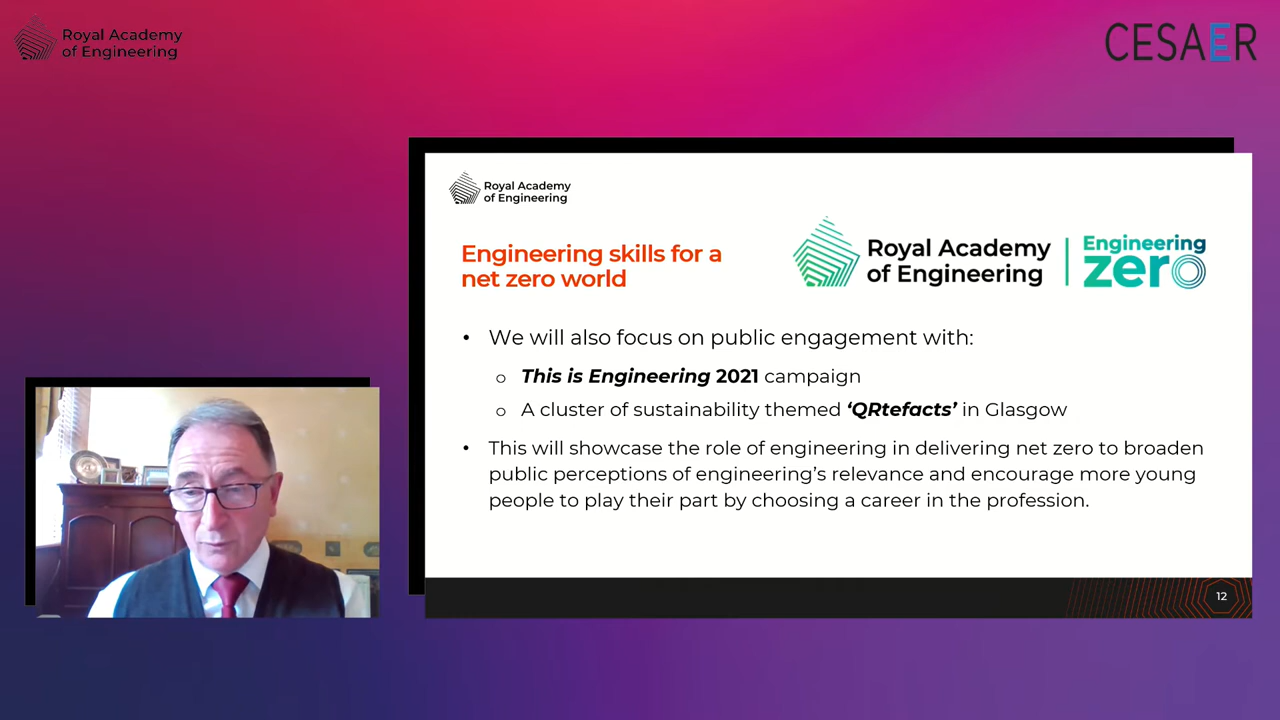 Royal Academy
of Engineering
CESAER
Royal Academy
of Engineering
Engineering skills for a
net zero world
Royal Academy
of Engineering
Engineering
zero
• We will also focus on public engagement with:
o This is Engineering 2021 campaign
o A cluster of sustainability themed ‘QRtefacts’ in Glasgow
• This will showcase the role of engineering in delivering net zero to broaden
public perceptions of engineering’s relevance and encourage more young
people to play their part by choosing a career in the profession.
12